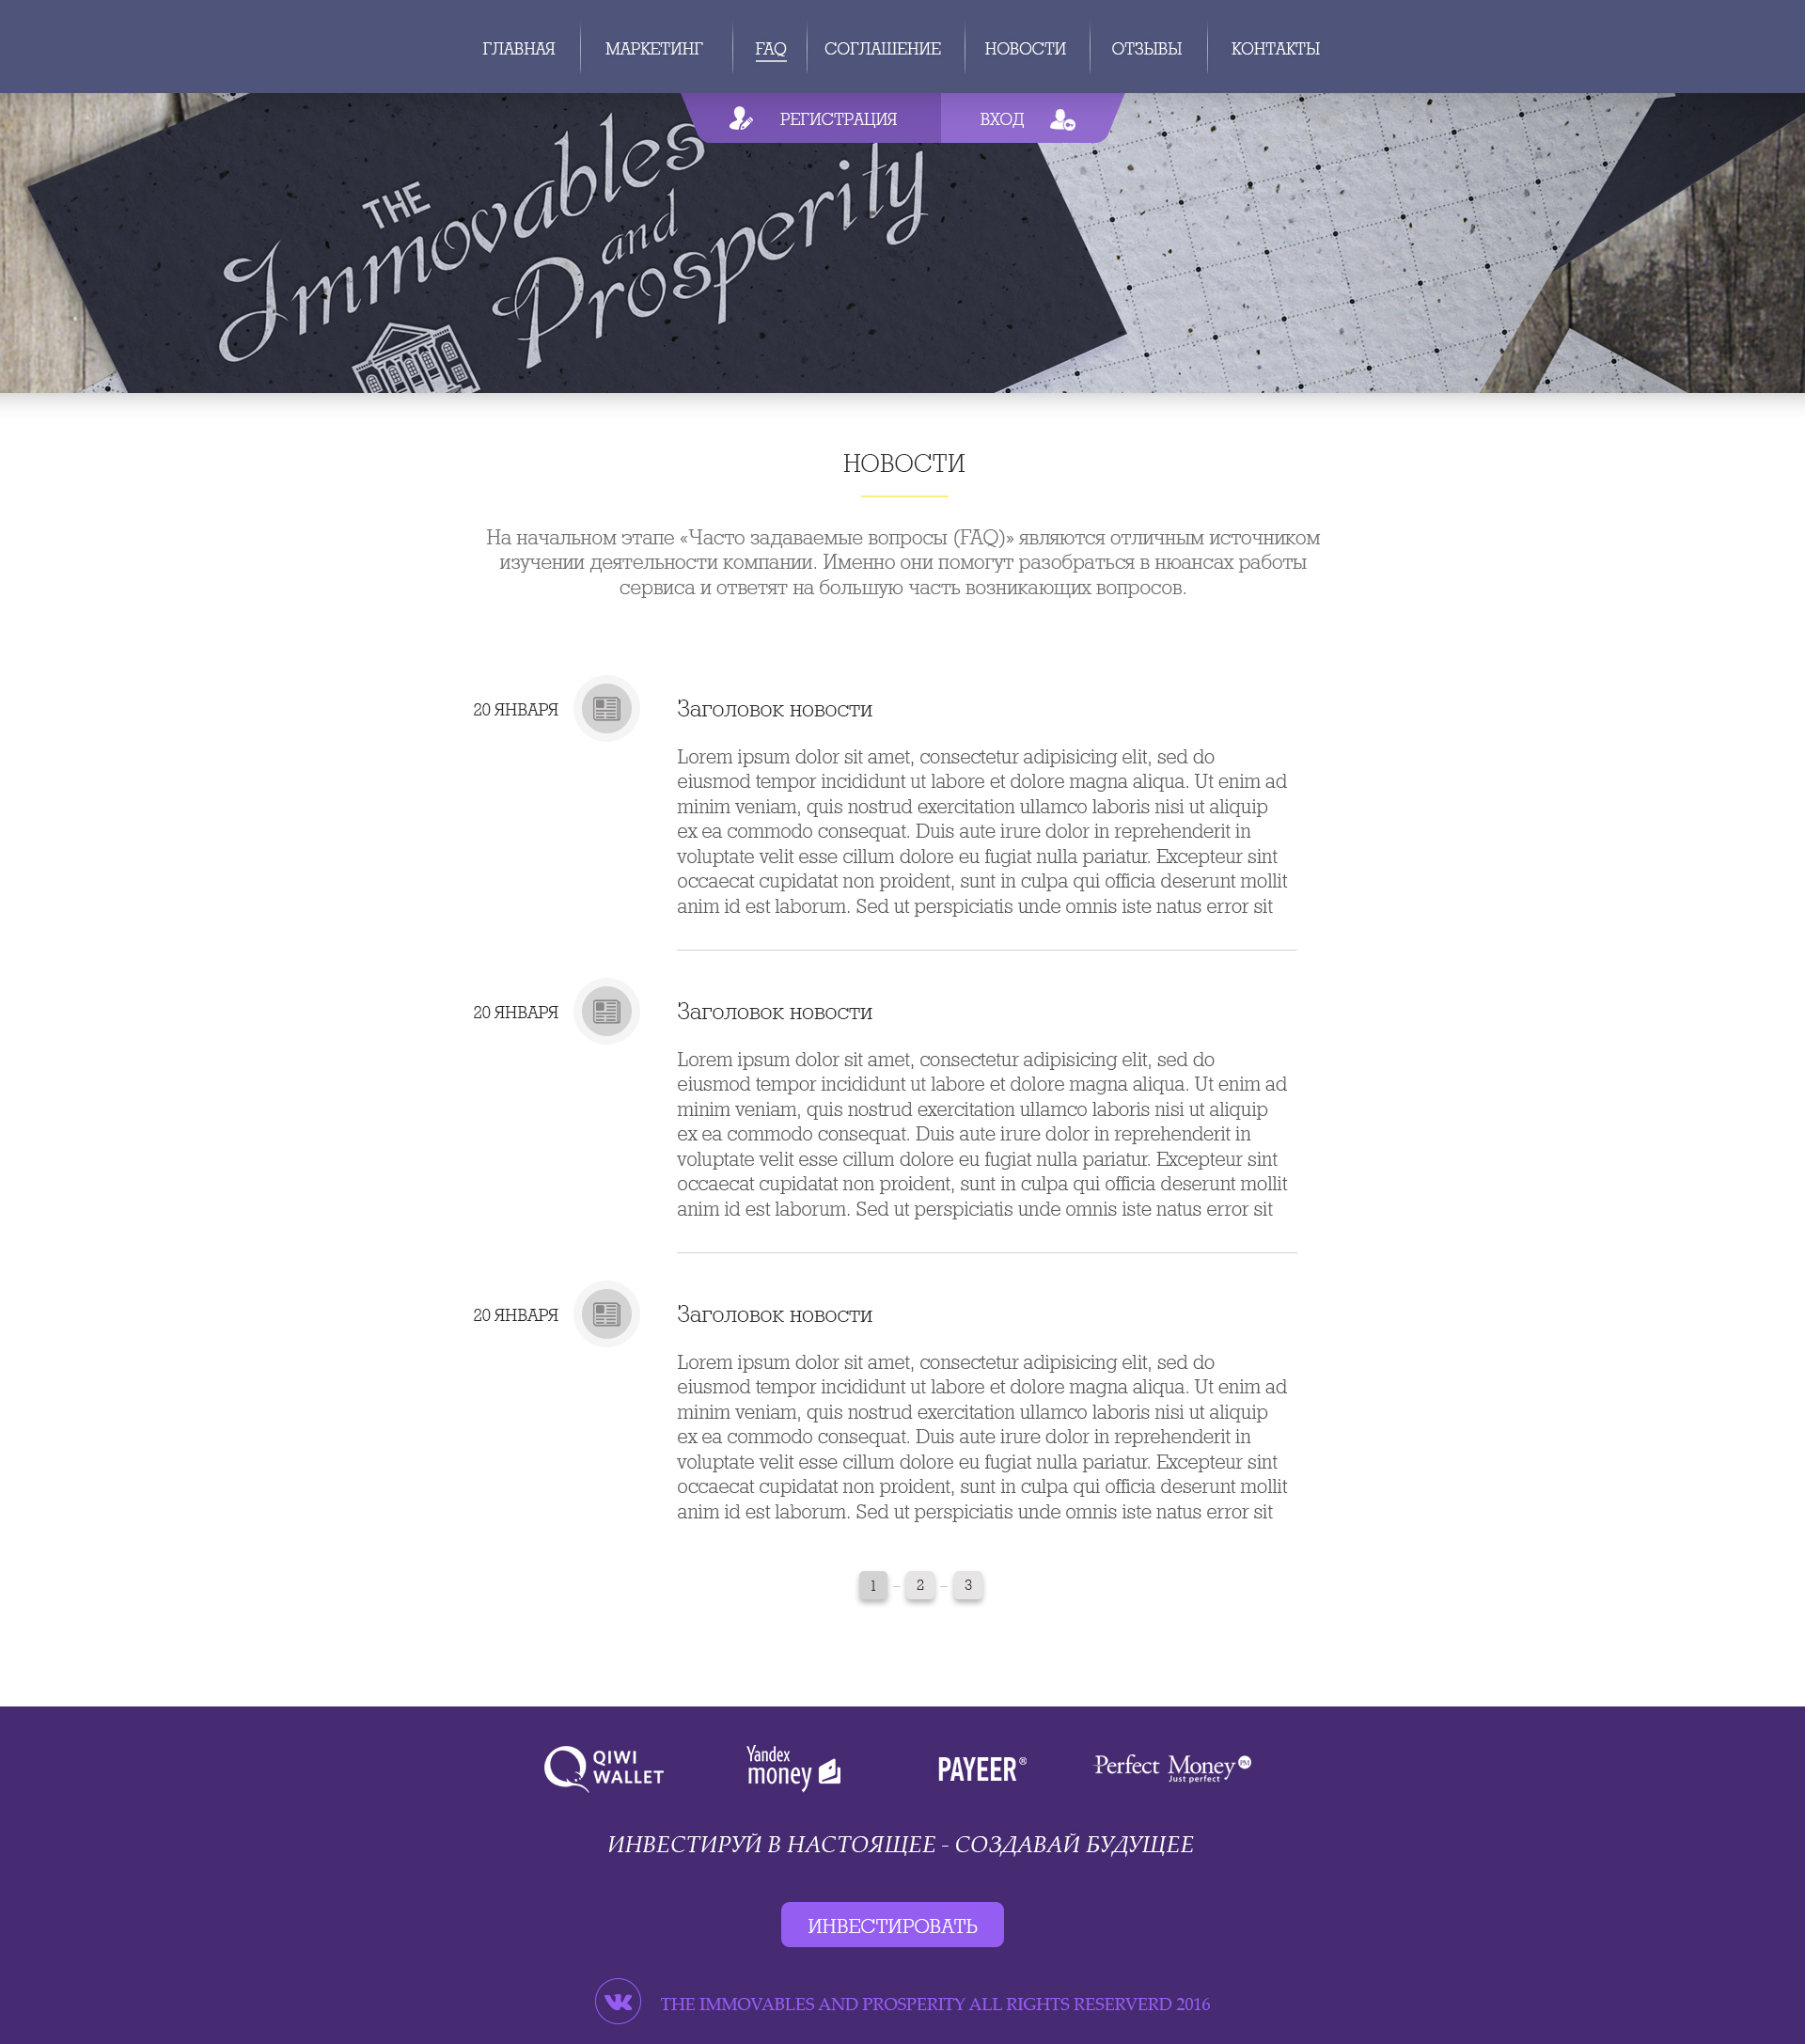 ГЛАВНАЯ МАРКЕТИНГ FAQ СОГЛАШЕНИЕ НОВОСТИ ОТЗЫВЫ КОНТАКТЫ
РЕГИСТРАЦИЯ ВХОД
THE
Immovables
and
Prosperity
НОВОСТИ
На начальном этапе «Часто задаваемые вопросы (FAQ)» являются отличным источником
изучении деятельности компании. Именно они помогут разобраться в нюансах работы
сервиса и ответят на большую часть возникающих вопросов.
20 ЯНВАРЯ
Заголовок новости
Lorem ipsum dolor sit amet, consectetur adipisicing elit, sed do
eiusmod tempor incididunt ut labore et dolore magna aliqua. Ut enim ad
minim veniam, quis nostrud exercitation ullamco laboris nisi ut aliquip
ex ea commodo consequat. Duis aute irure dolor in reprehenderit in
voluptate velit esse cillum dolore eu fugiat nulla pariatur. Excepteur sint
occaecat cupidatat non proident, sunt in culpa qui officia deserunt mollit
anim id est laborum. Sed ut perspiciatis unde omnis iste natus error sit
20 ЯНВАРЯ
Заголовок новости
Lorem ipsum dolor sit amet, consectetur adipisicing elit, sed do
eiusmod tempor incididunt ut labore et dolore magna aliqua. Ut enim ad
minim veniam, quis nostrud exercitation ullamco laboris nisi ut aliquip
ex ea commodo consequat. Duis aute irure dolor in reprehenderit in
voluptate velit esse cillum dolore eu fugiat nulla pariatur. Excepteur sint
occaecat cupidatat non proident, sunt in culpa qui officia deserunt mollit
anim id est laborum. Sed ut perspiciatis unde omnis iste natus error sit
20 ЯНВАРЯ
Заголовок новости
Lorem ipsum dolor sit amet, consectetur adipisicing elit, sed do
eiusmod tempor incididunt ut labore et dolore magna aliqua. Ut enim ad
minim veniam, quis nostrud exercitation ullamco laboris nisi ut aliquip
ex ea commodo consequat. Duis aute irure dolor in reprehenderit in
voluptate velit esse cillum dolore eu fugiat nulla pariatur. Excepteur sint
occaecat cupidatat non proident, sunt in culpa qui officia deserunt mollit
anim id est laborum. Sed ut perspiciatis unde omnis iste natus error sit
1 – 2 – 3
QIWI
WALLET
Yandex
money
PAYEER®
Perfect Money PM
Just perfect
ИНВЕСТИРУЙ В НАСТОЯЩЕЕ - СОЗДАВАЙ БУДУЩЕЕ
ИНВЕСТИРОВАТЬ
THE IMMOVABLES AND PROSPERITY ALL RIGHTS RESERVERD 2016